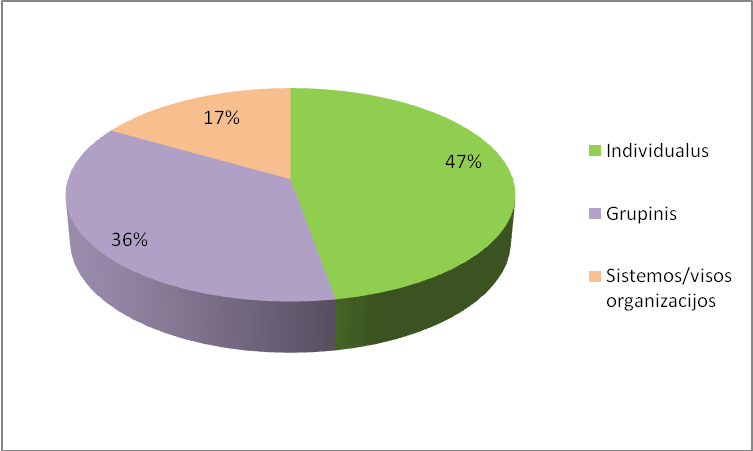 17%
47%
36%
Individualus
Grupinis
Sistemos/visos
organizacijos